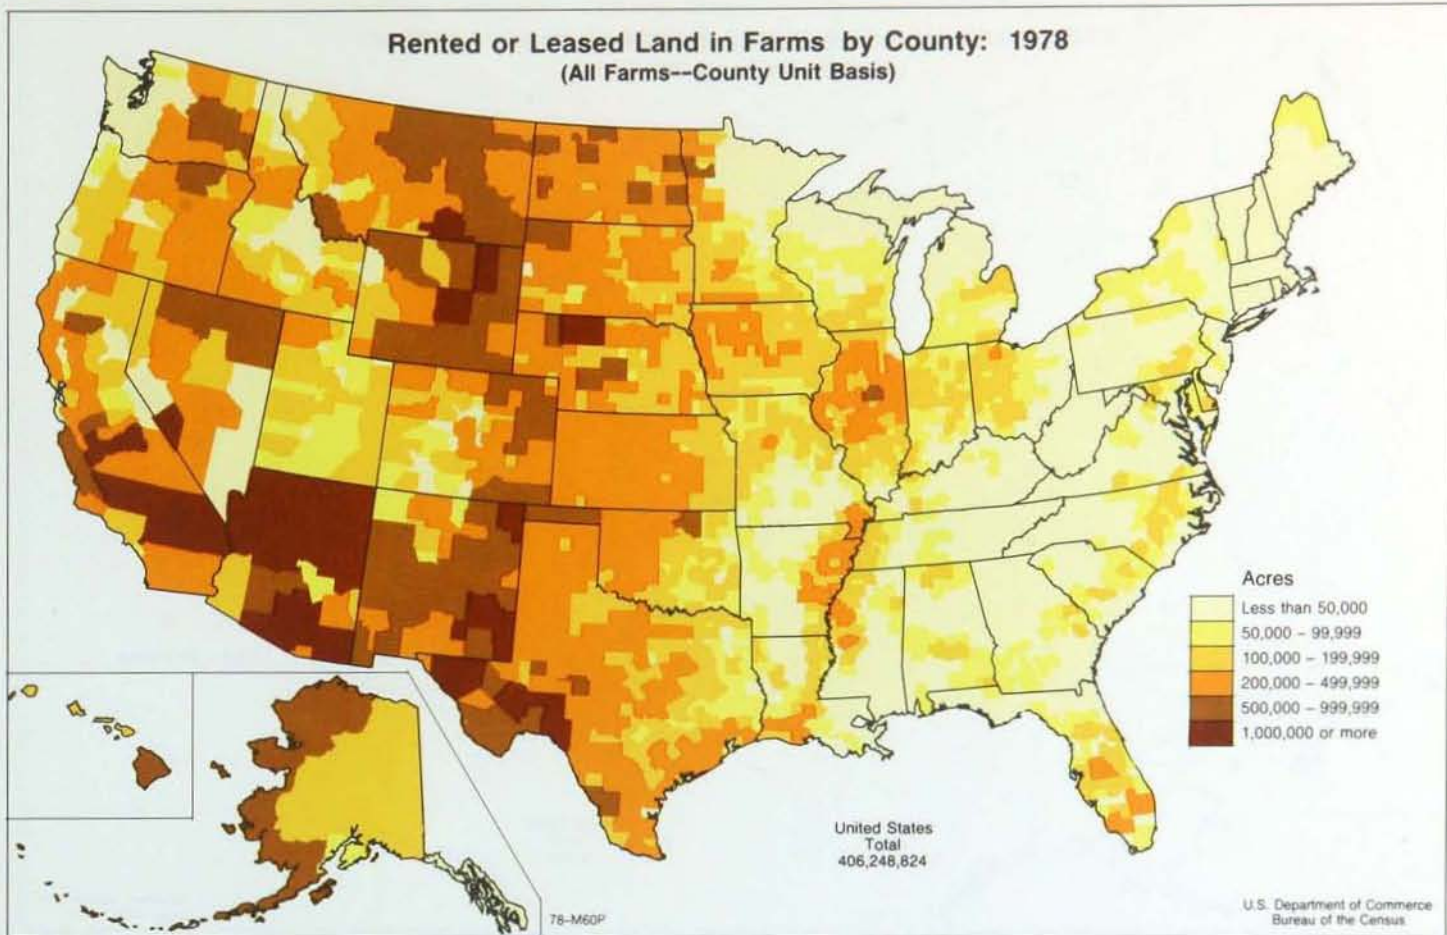 Rented or Leased Land in Farms by County: 1978
(All Farms--County Unit Basis)
Acres
Less than 50,000
50,000 - 99,999
100,000 - 199,999
200,000 - 499,999
500,000 - 999,999
1,000,000 or more
United States
Total
406,248,824
78-M60P
U.S. Department of Commerce
Bureau of the Census